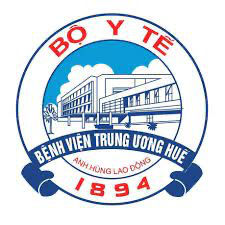 BỘ Y TẾ
BỆNH VIỆN TRUNG ƯƠNG HUẾ
ANH HÙNG LAO ĐỘNG
1894